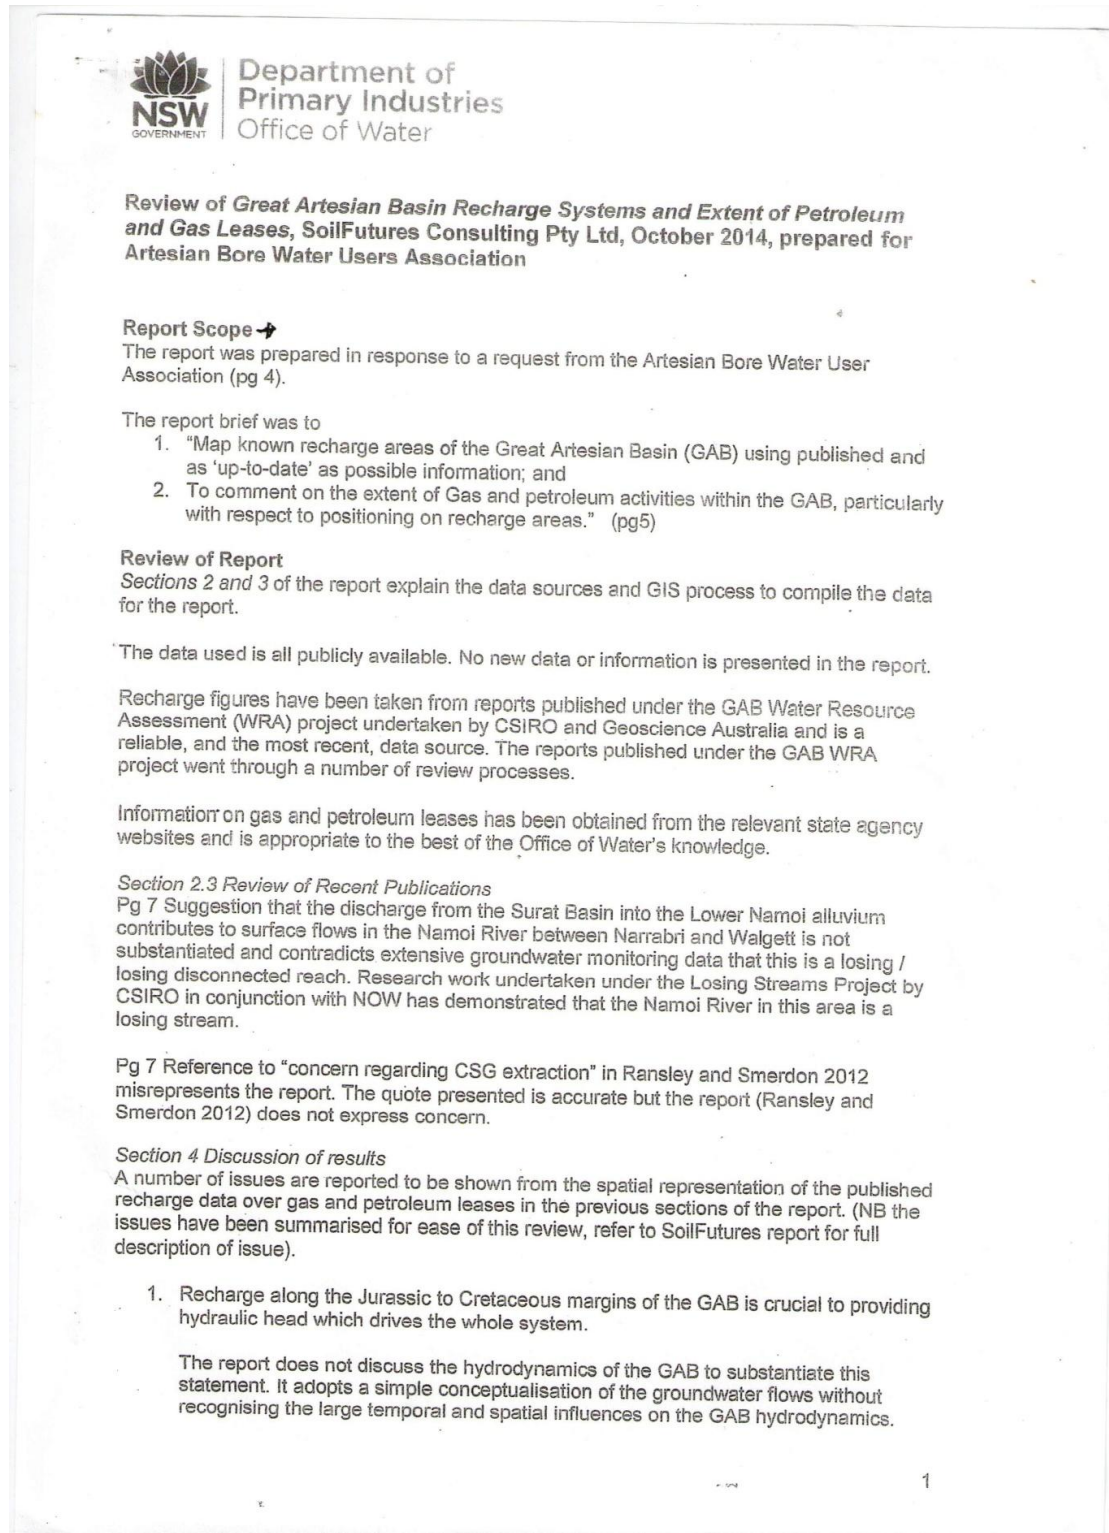 NSW
GOVERNMENT
Department of
Primary Industries
Office of Water
Review of Great Artesian Basin Recharge Systems and Extent of Petroleum
and Gas Leases, SoilFutures Consulting Pty Ltd, October 2014, prepared for
Artesian Bore Water Users Association
Report Scope
The report was prepared in response to a request from the Artesian Bore Water User
Association (pg 4).
The report brief was to
1. “Map known recharge areas of the Great Artesian Basin (GAB) using published and
as ‘up-to-date’ as possible information; and
2. To comment on the extent of Gas and petroleum activities within the GAB, particularly
with respect to positioning on recharge areas.” (pg5)
Review of Report
Sections 2 and 3 of the report explain the data sources and GIS process to compile the data
for the report.
The data used is all publicly available. No new data or information is presented in the report.
Recharge figures have been taken from reports published under the GAB Water Resource
Assessment (WRA) project undertaken by CSIRO and Geoscience Australia and is a
reliable, and the most recent, data source. The reports published under the GAB WRA
project went through a number of review processes.
Information on gas and petroleum leases has been obtained from the relevant state agency
websites and is appropriate to the best of the Office of Water's knowledge.
Section 2.3 Review of Recent Publications
Pg 7 Suggestion that the discharge from the Surat Basin into the Lower Namoi alluvium
contributes to surface flows in the Namoi River between Narrabri and Walgett is not
substantiated and contradicts extensive groundwater monitoring data that this is a losing /
losing disconnected reach. Research work undertaken under the Losing Streams Project by
CSIRO in conjunction with NOW has demonstrated that the Namoi River in this area is a
losing stream.
Pg 7 Reference to “concern regarding CSG extraction” in Ransley and Smerdon 2012
misrepresents the report. The quote presented is accurate but the report (Ransley and
Smerdon 2012) does not express concern.
Section 4 Discussion of results
A number of issues are reported to be shown from the spatial representation of the published
recharge data over gas and petroleum leases in the previous sections of the report. (NB the
issues have been summarised for ease of this review, refer to SoilFutures report for full
description of issue).
1. Recharge along the Jurassic to Cretaceous margins of the GAB is crucial to providing
hydraulic head which drives the whole system.
The report does not discuss the hydrodynamics of the GAB to substantiate this
statement. It adopts a simple conceptualisation of the groundwater flows without
recognising the large temporal and spatial influences on the GAB hydrodynamics.
1